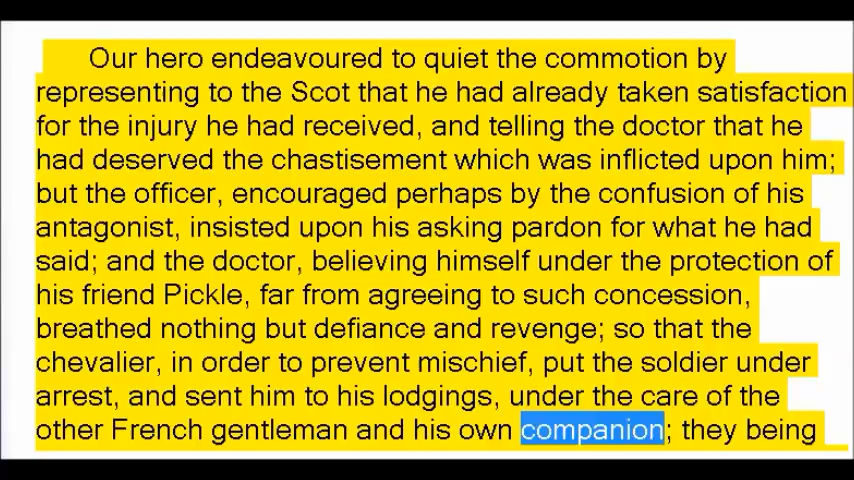 Our hero endeavoured to quiet the commotion by
representing to the Scot that he had already taken satisfaction
for the injury he had received, and telling the doctor that he
had deserved the chastisement which was inflicted upon him;
but the officer, encouraged perhaps by the confusion of his
antagonist, insisted upon his asking pardon for what he had
said; and the doctor, believing himself under the protection of
his friend Pickle, far from agreeing to such concession,
breathed nothing but defiance and revenge; so that the
chevalier, in order to prevent mischief, put the soldier under
arrest, and sent him to his lodgings, under the care of the
other French gentleman and his own companion; they being